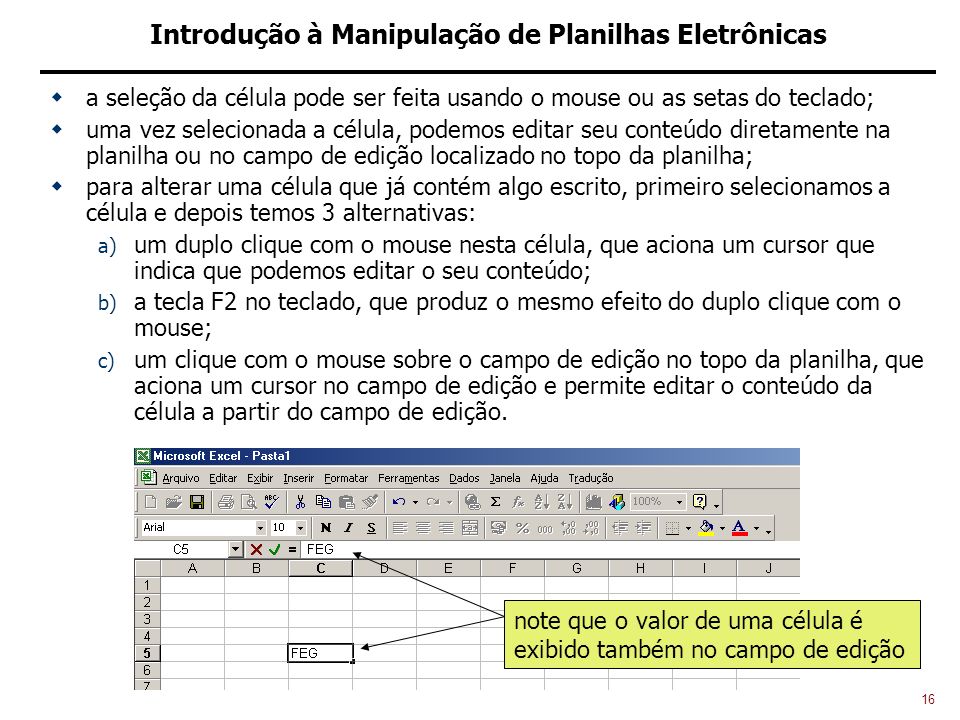 Introdução à Manipulação de Planilhas Eletrônicas
a seleção da célula pode ser feita usando o mouse ou as setas do teclado;
uma vez selecionada a célula, podemos editar seu conteúdo diretamente na
planilha ou no campo de edição localizado no topo da planilha;
para alterar uma célula que já contém algo escrito, primeiro selecionamos a
célula e depois temos 3 alternativas:
a) um duplo clique com o mouse nesta célula, que aciona um cursor que
indica que podemos editar o seu conteúdo;
b) a tecla F2 no teclado, que produz o mesmo efeito do duplo clique com o
mouse;
c) um clique com o mouse sobre o campo de edição no topo da planilha, que
aciona um cursor no campo de edição e permite editar o conteúdo da
célula a partir do campo de edição.
Microsoft Excel - Pasta1
Arquivo Editar Exibir Inserir Formatar Ferramentas Dados Janela Ajuda Tradução
100%
Arial 10 N I S % 000
C5 = FEG
A B C D E F G H I J
1
2
3
4
5 FEG
6
7
note que o valor de uma célula é
exibido também no campo de edição
16